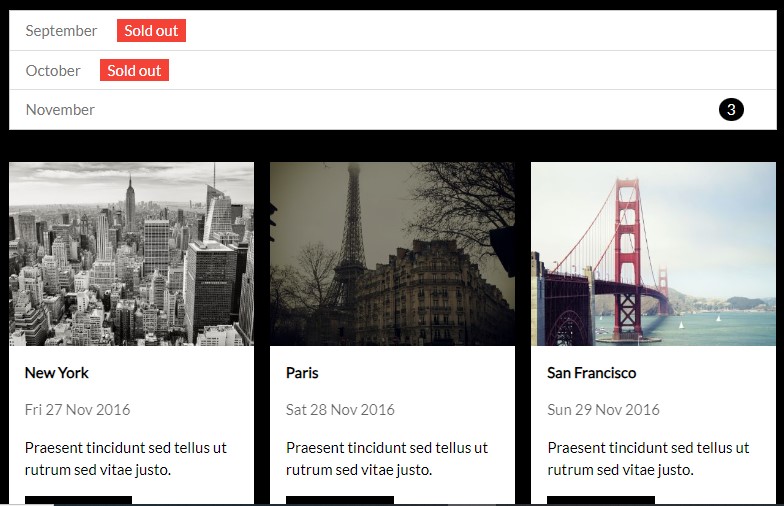 September Sold out
October Sold out
November 3
New York
Fri 27 Nov 2016
Praesent tincidunt sed tellus ut
rutrum sed vitae justo.
Paris
Sat 28 Nov 2016
Praesent tincidunt sed tellus ut
rutrum sed vitae justo.
San Francisco
Sun 29 Nov 2016
Praesent tincidunt sed tellus ut
rutrum sed vitae justo.